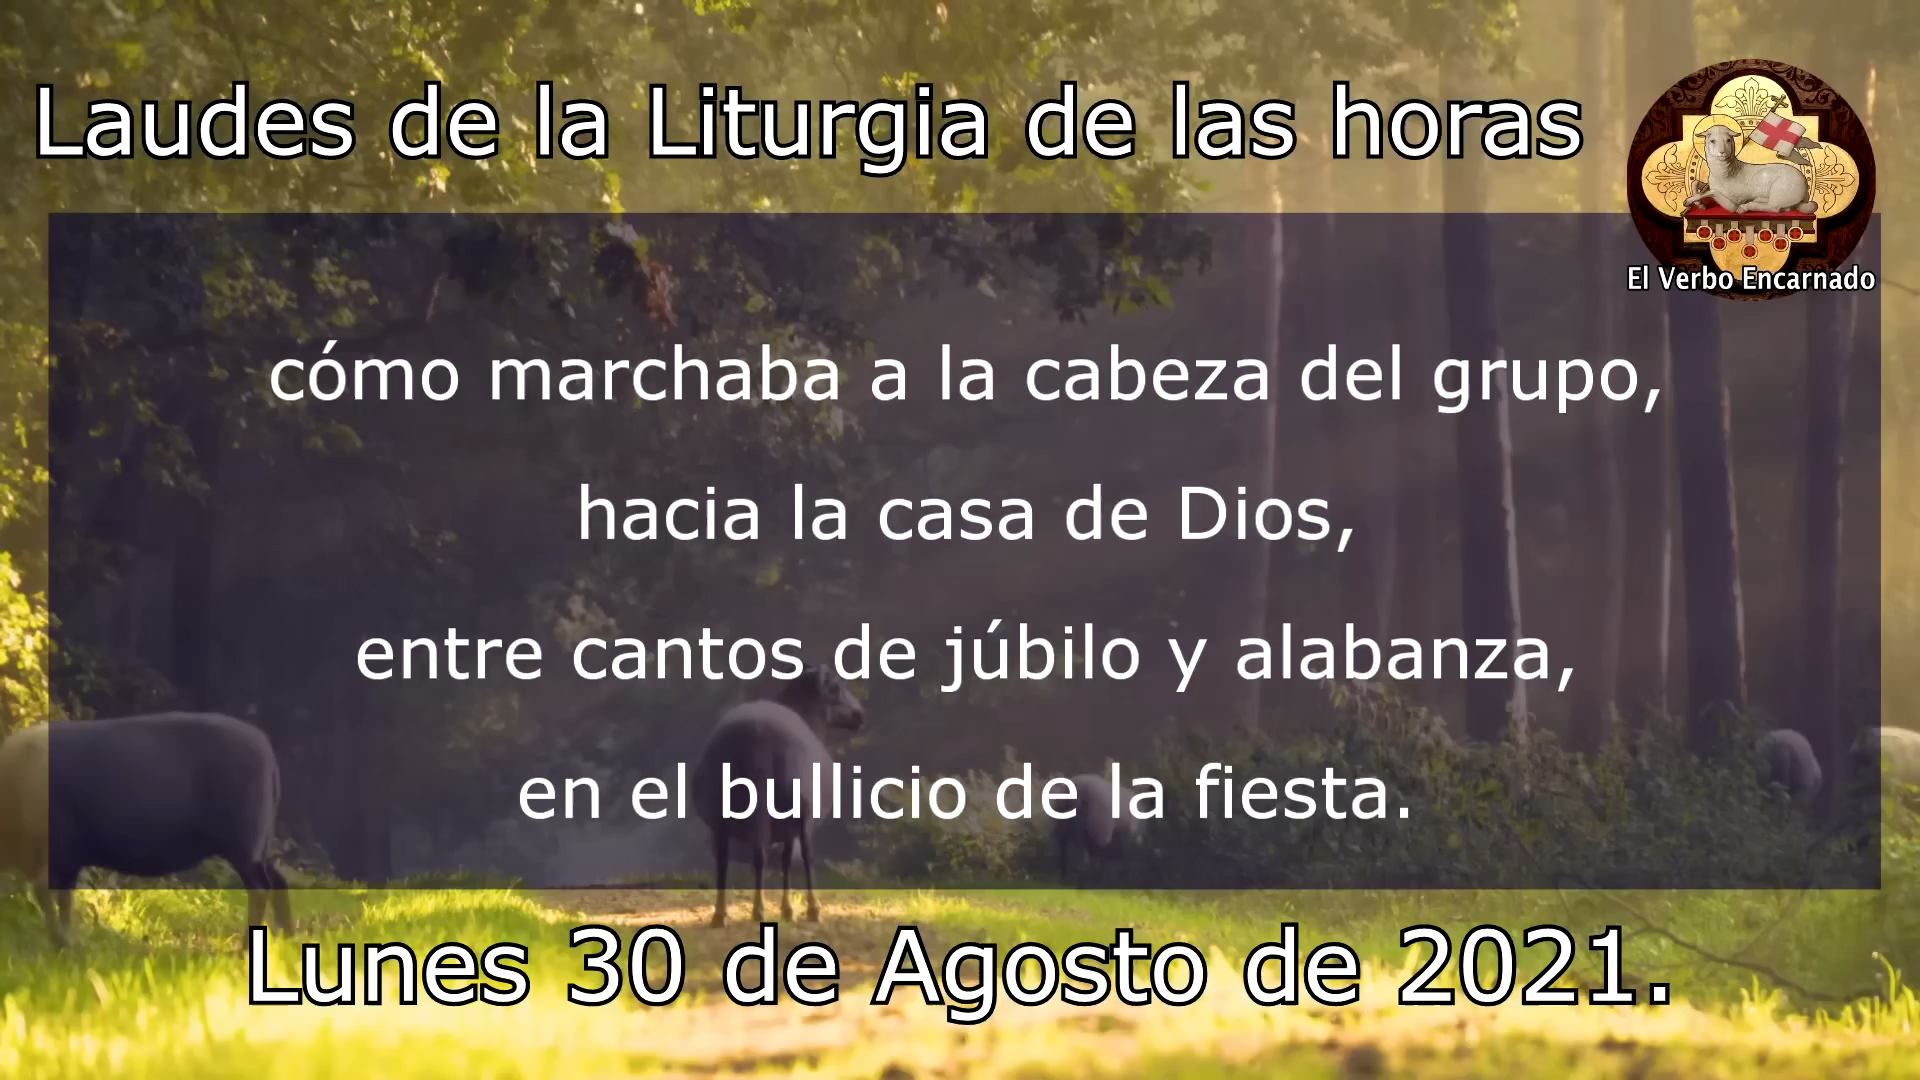 Laudes de la Liturgia de las horas
El Verbo Encarnado
cómo marchaba a la cabeza del grupo,
hacia la casa de Dios,
entre cantos de júbilo y alabanza,
en el bullicio de la fiesta.
Lunes 30 de Agosto de 2021.